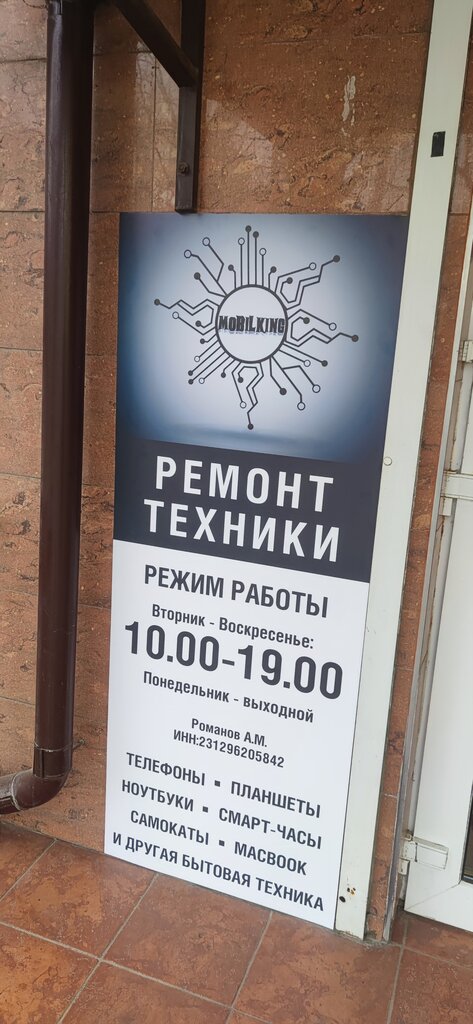 MOBILKING
РЕМОНТ
ТЕХНИКИ
РЕЖИМ РАБОТЫ
Вторник - Воскресенье:
10.00-19.00
Понедельник - выходной
Романов А.М.
ИНН:231296205842
ТЕЛЕФОНЫ ▪ ПЛАНШЕТЫ
НОУТБУКИ ▪ СМАРТ-ЧАСЫ
САМОКАТЫ ▪ MACBOOK
И ДРУГАЯ БЫТОВАЯ ТЕХНИКА